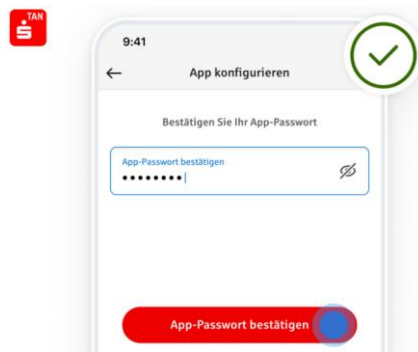 TAN
S
9:41
App konfigurieren
Bestätigen Sie Ihr App-Passwort
App-Passwort bestätigen
••••••••
App-Passwort bestätigen